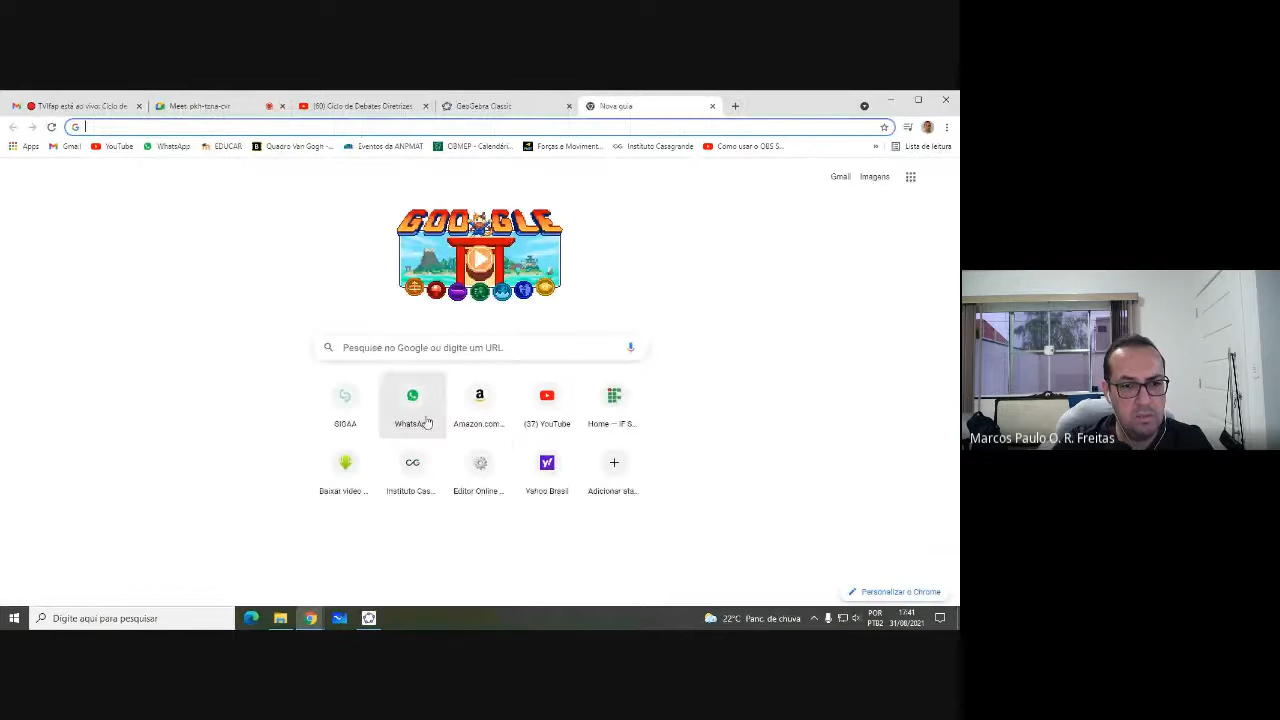 TVIfap está ao vivo: Ciclo de
Meet: pkh-tzna-cvr
(60) Ciclo de Debates Diretrizes
GeoGebra Classic
Nova guia
Apps
Gmail
YouTube
WhatsApp
EDUCAR
Quadro Van Gogh -...
Eventos da ANPMAT
OBMEP - Calendári...
Forças e Moviment...
Instituto Casagrande
Como usar o OBS S...
»
Lista de leitura
Gmail
Imagens
GOOGLE
Pesquise no Google ou digite um URL
SIGAA
WhatsApp
Amazon.com...
(37) YouTube
Home — IF S...
Baixar video ...
Instituto Cas...
Editor Online ...
Yahoo Brasil
Adicionar ata...
Personalizar o Chrome
Digite aqui para pesquisar
22°C Panc. de chuva
POR
PTB2
17:41
31/08/2021
Marcos Paulo O. R. Freitas